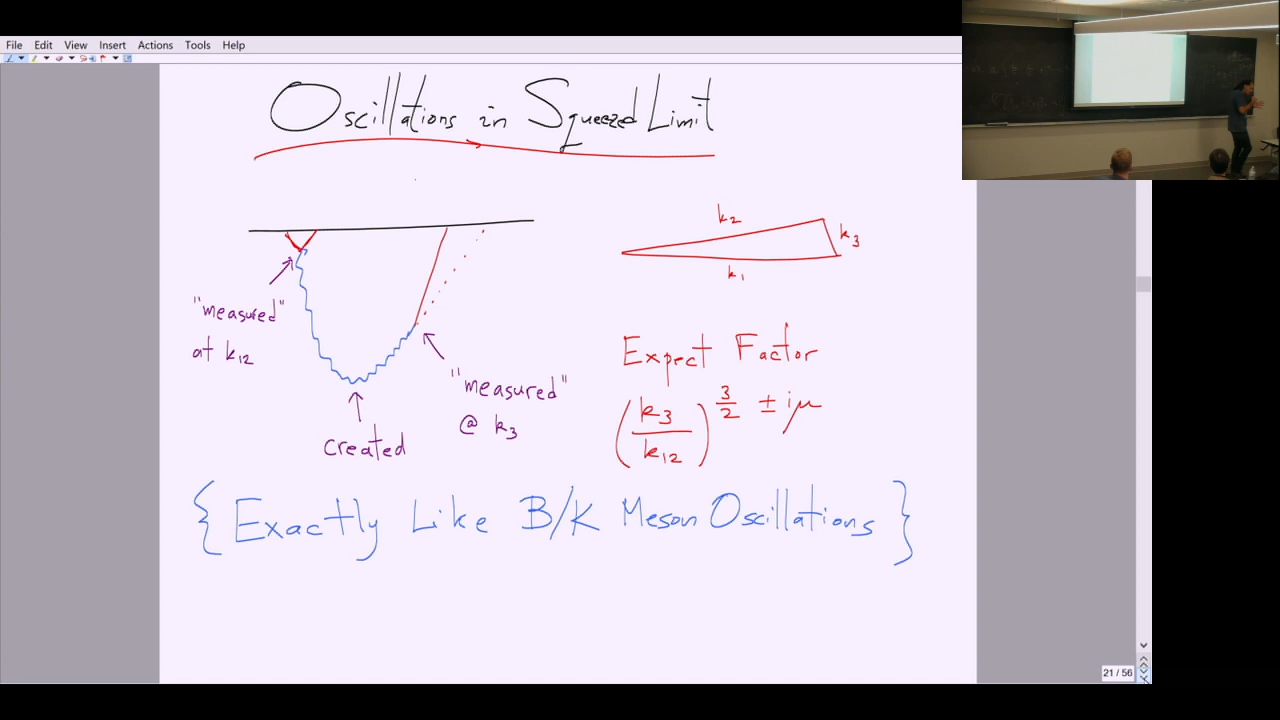 File Edit View Insert Actions Tools Help
Oscillations in Squeezed Limit
k2
k3
k1
"measured"
at k12
"measured"
@ k3
created
Expect Factor
(k3/k12)^(3/2 ± iμ)
{Exactly Like B/K Meson Oscillations}
21 / 56